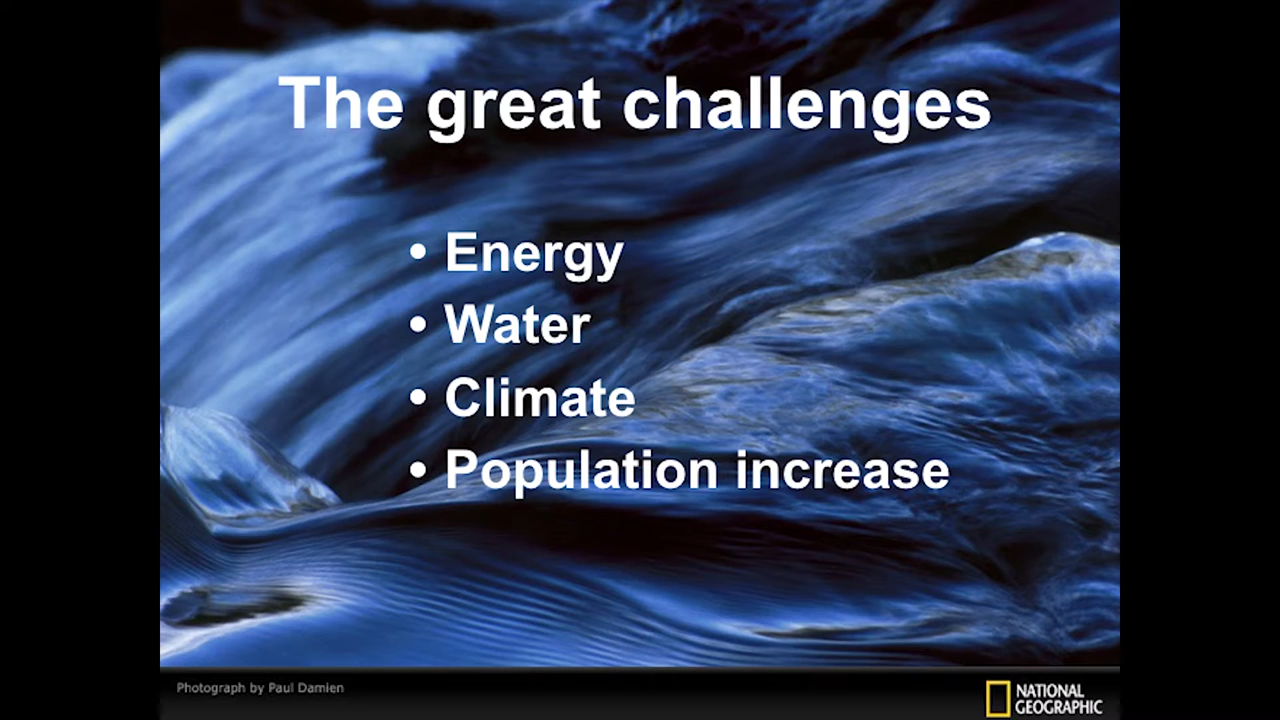 The great challenges
• Energy
• Water
• Climate
• Population increase
Photograph by Paul Damien
NATIONAL
GEOGRAPHIC